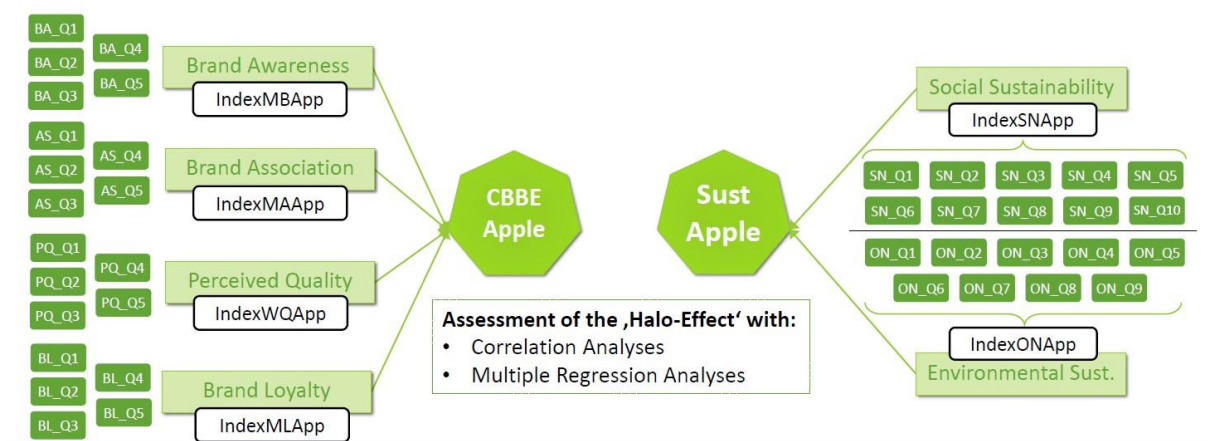 BA_Q1
BA_Q2
BA_Q3
BA_Q4
BA_Q5
Brand Awareness
IndexMBApp
AS_Q1
AS_Q2
AS_Q3
AS_Q4
AS_Q5
Brand Association
IndexMAApp
PQ_Q1
PQ_Q2
PQ_Q3
PQ_Q4
PQ_Q5
Perceived Quality
IndexWQApp
BL_Q1
BL_Q2
BL_Q3
BL_Q4
BL_Q5
Brand Loyalty
IndexMLApp
CBBE
Apple
Sust
Apple
Assessment of the ‚Halo-Effect‘ with:
• Correlation Analyses
• Multiple Regression Analyses
Social Sustainability
IndexSNApp
SN_Q1 SN_Q2 SN_Q3 SN_Q4 SN_Q5
SN_Q6 SN_Q7 SN_Q8 SN_Q9 SN_Q10
ON_Q1 ON_Q2 ON_Q3 ON_Q4 ON_Q5
ON_Q6 ON_Q7 ON_Q8 ON_Q9
IndexONApp
Environmental Sust.